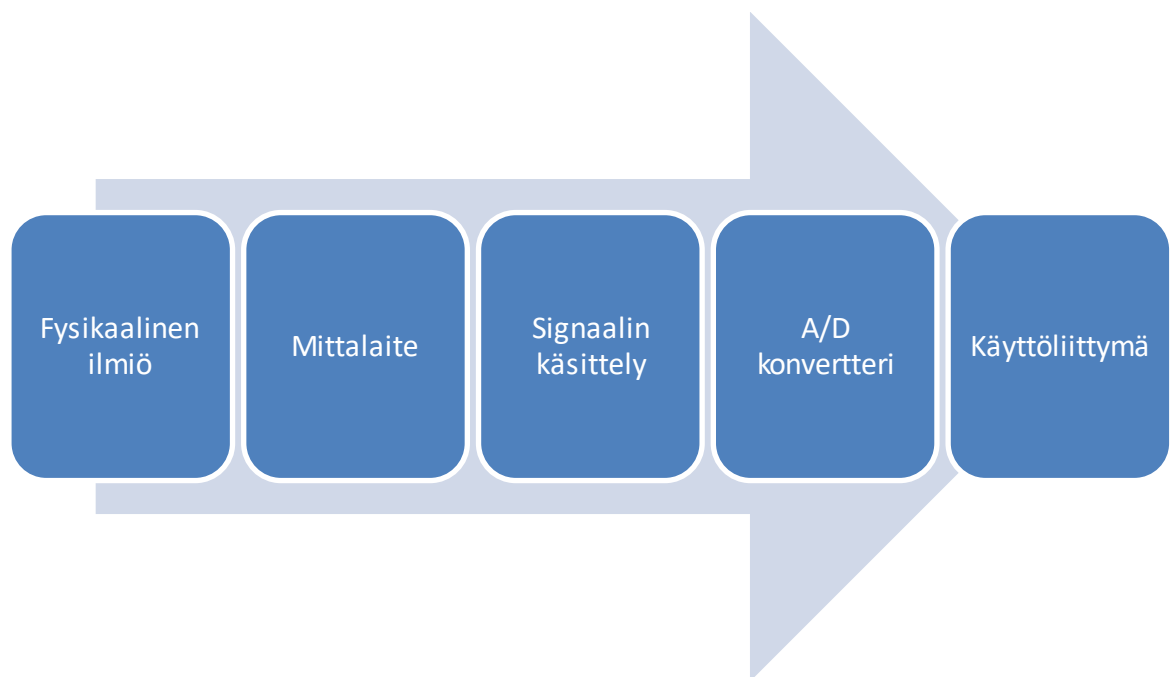 Fysikaalinen
ilmiö
Mittalaite
Signaalin
käsittely
A/D
konvertteri
Käyttöliittymä